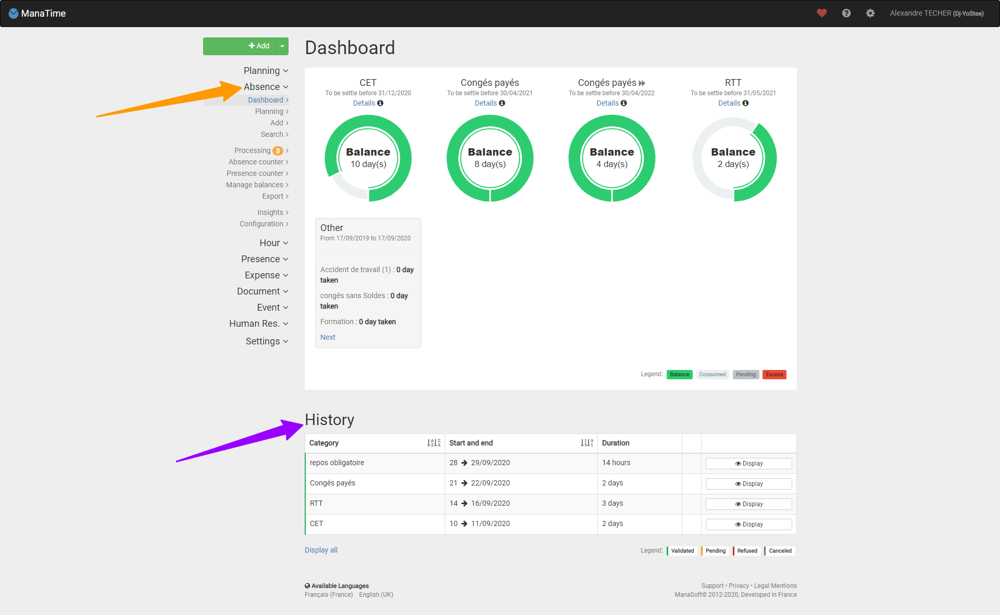 ManaTime
Alexandre TECHER (Dj-YoStee)
Add
Planning
Absence
Dashboard
Planning
Add
Search
Processing 3
Absence counter
Presence counter
Manage balances
Export
Insights
Configuration
Hour
Presence
Expense
Document
Event
Human Res.
Settings
Dashboard
CET
To be settle before 31/12/2020
Details
Balance
10 day(s)
Congés payés
To be settle before 30/04/2021
Details
Balance
8 day(s)
Congés payés
To be settle before 30/04/2022
Details
Balance
4 day(s)
RTT
To be settle before 31/05/2021
Details
Balance
2 day(s)
Other
From 17/09/2019 to 17/09/2020
Accident de travail (1) : 0 day
taken
congés sans Soldes : 0 day
taken
Formation : 0 day taken
Next
Legend: Balance Consumed Pending Excess
History
Category Start and end Duration
repos obligatoire 28 → 29/09/2020 14 hours Display
Congés payés 21 → 22/09/2020 2 days Display
RTT 14 → 16/09/2020 3 days Display
CET 10 → 11/09/2020 2 days Display
Display all
Legend: Validated Pending Refused Canceled
Available Languages
Français (France) English (UK)
Support • Privacy • Legal Mentions
ManaSoft© 2012-2020, Developed in France